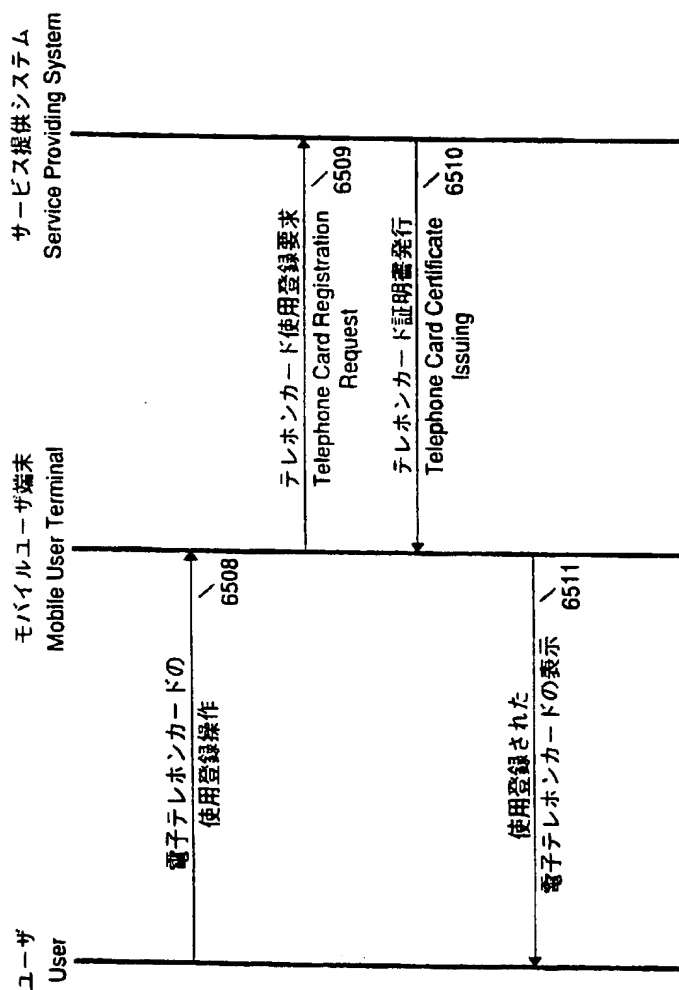 ユーザ
User
モバイルユーザ端末
Mobile User Terminal
サービス提供システム
Service Providing System
電子テレホンカードの
使用登録操作
6508
テレホンカード使用登録要求
Telephone Card Registration
Request
6509
テレホンカード証明書発行
Telephone Card Certificate
Issuing
6510
使用登録された
電子テレホンカードの表示
6511